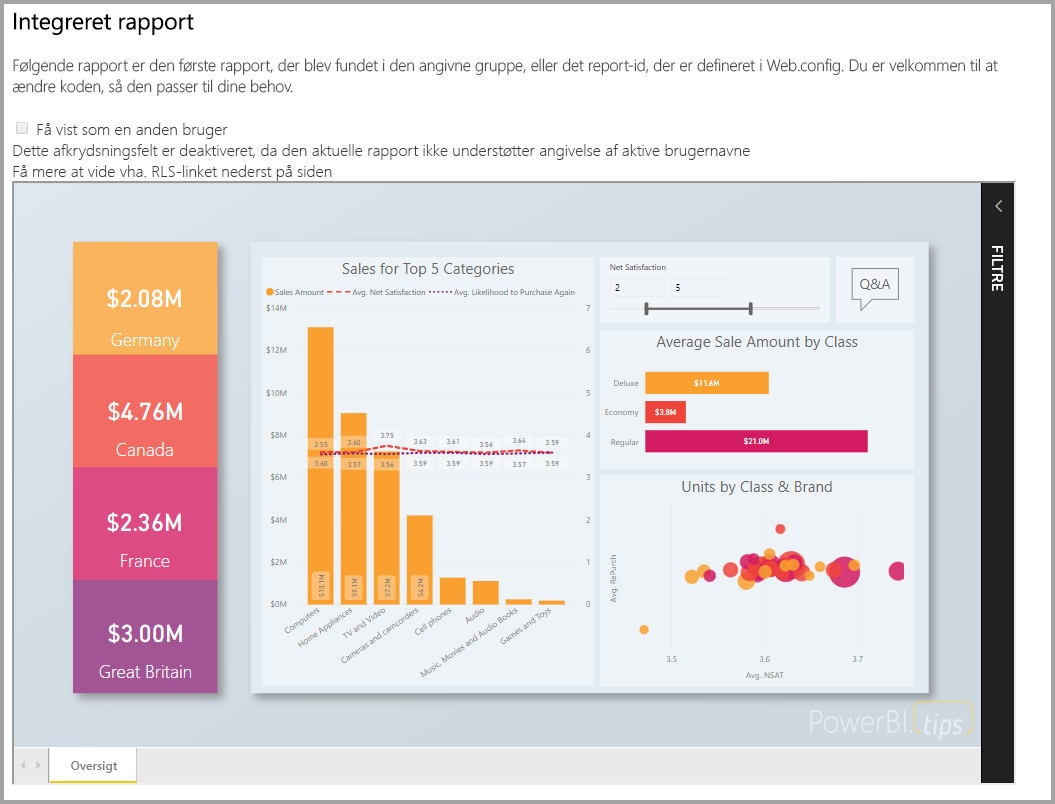 Integreret rapport
Følgende rapport er den første rapport, der blev fundet i den angivne gruppe, eller det report-id, der er defineret i Web.config. Du er velkommen til at
ændre koden, så den passer til dine behov.
Få vist som en anden bruger
Dette afkrydsningsfelt er deaktiveret, da den aktuelle rapport ikke understøtter angivelse af aktive brugernavne
Få mere at vide vha. RLS-linket nederst på siden
$2.08M
Germany
$4.76M
Canada
$2.36M
France
$3.00M
Great Britain
Sales for Top 5 Categories
Sales Amount Avg. Net Satisfaction Avg. Likelihood to Purchase Again
$14M 7
$12M 6
$10M 5
$8M 4
$6M 3
$4M 2
$2M 1
$0M 0
3.55 3.60 3.75 3.63 3.61 3.56 3.64 3.59
3.60 3.57 3.56 3.59 3.59 3.59 3.57 3.59
$13.1M $9.1M $7.2M $4.2M
Computers
Home Appliances
TV and Video
Cameras and camcorders
Cell phones
Audio
Music, Movies and Audio Books
Games and Toys
Net Satisfaction
2 5
Q&A
Average Sale Amount by Class
Deluxe $11.6M
Economy $3.8M
Regular $21.0M
Units by Class & Brand
Avg. RePurch
3.5 3.6 3.7
Avg. NSAT
PowerBI.tips
FILTRE
Oversigt